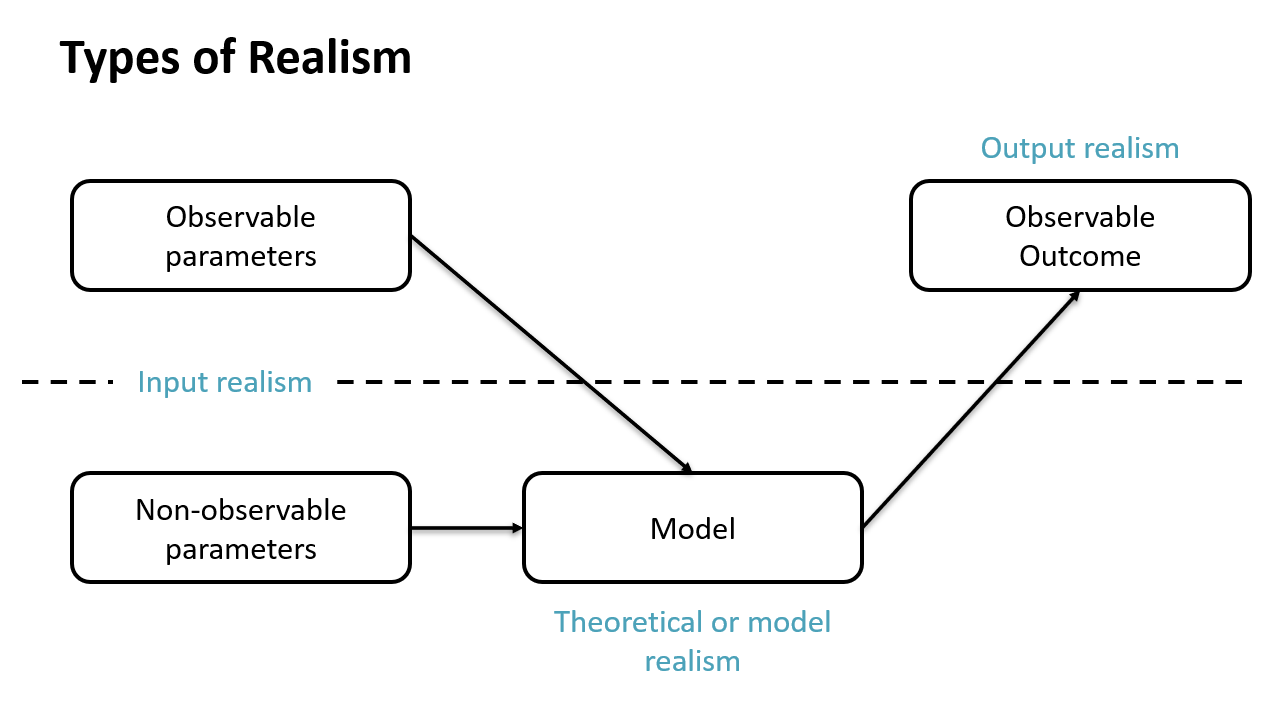 Types of Realism
Output realism
Observable
parameters
Observable
Outcome
Input realism
Non-observable
parameters
Model
Theoretical or model
realism